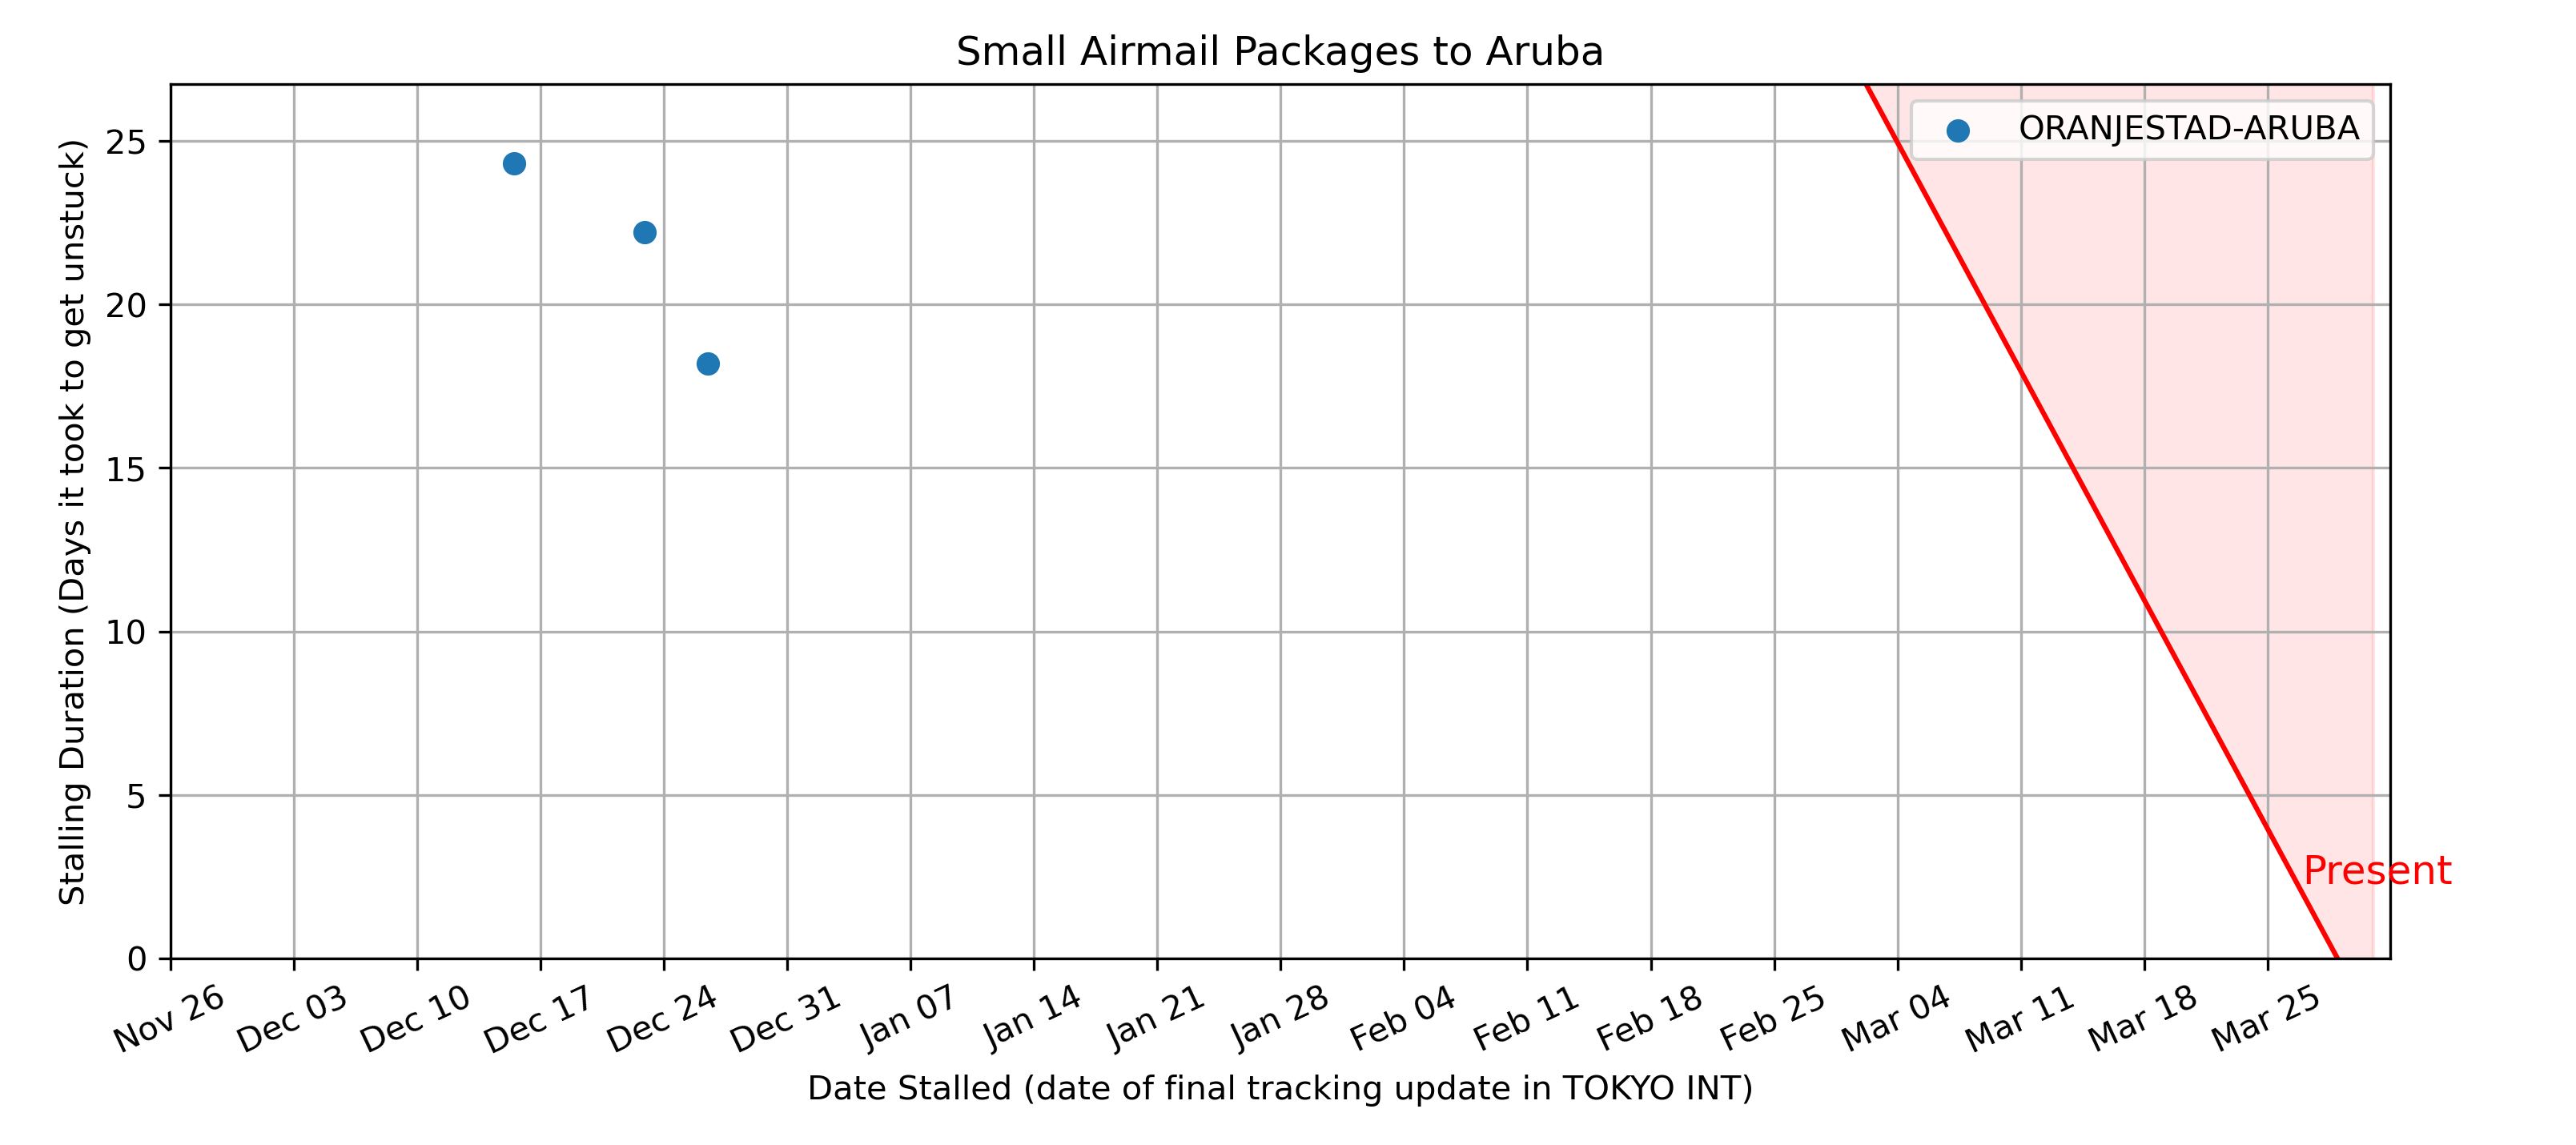 Small Airmail Packages to Aruba
ORANJESTAD-ARUBA
Stalling Duration (Days it took to get unstuck)
25
20
15
10
5
0
Present
Nov 26 Dec 03 Dec 10 Dec 17 Dec 24 Dec 31 Jan 07 Jan 14 Jan 21 Jan 28 Feb 04 Feb 11 Feb 18 Feb 25 Mar 04 Mar 11 Mar 18 Mar 25
Date Stalled (date of final tracking update in TOKYO INT)